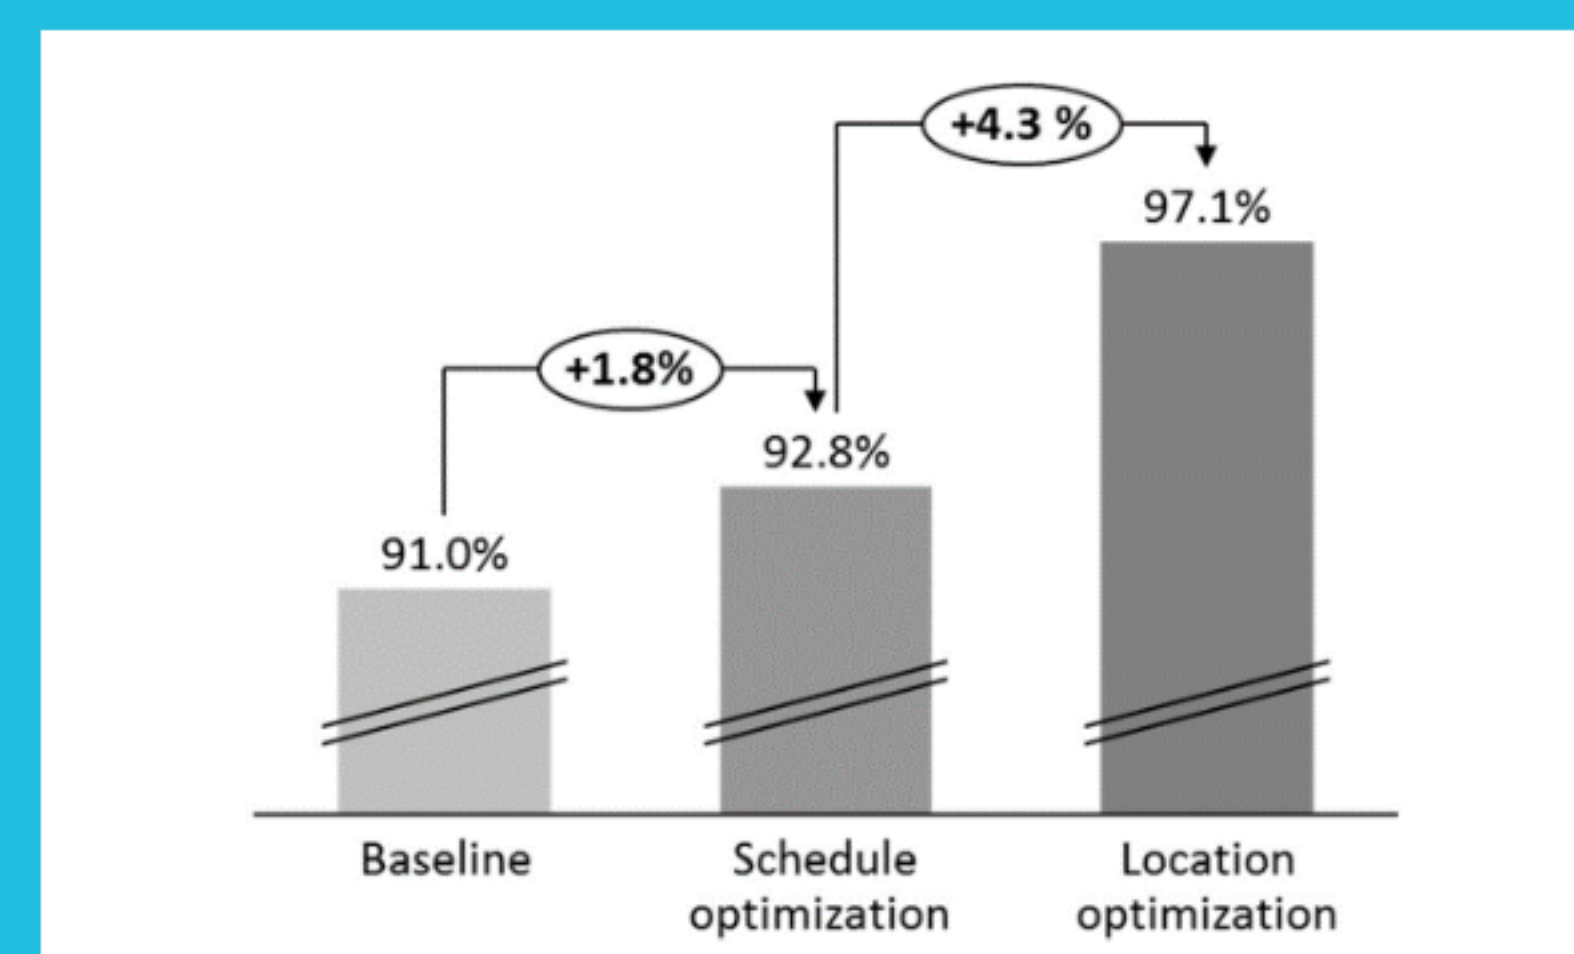 +4.3 %
97.1%
+1.8%
92.8%
91.0%
Baseline
Schedule
optimization
Location
optimization